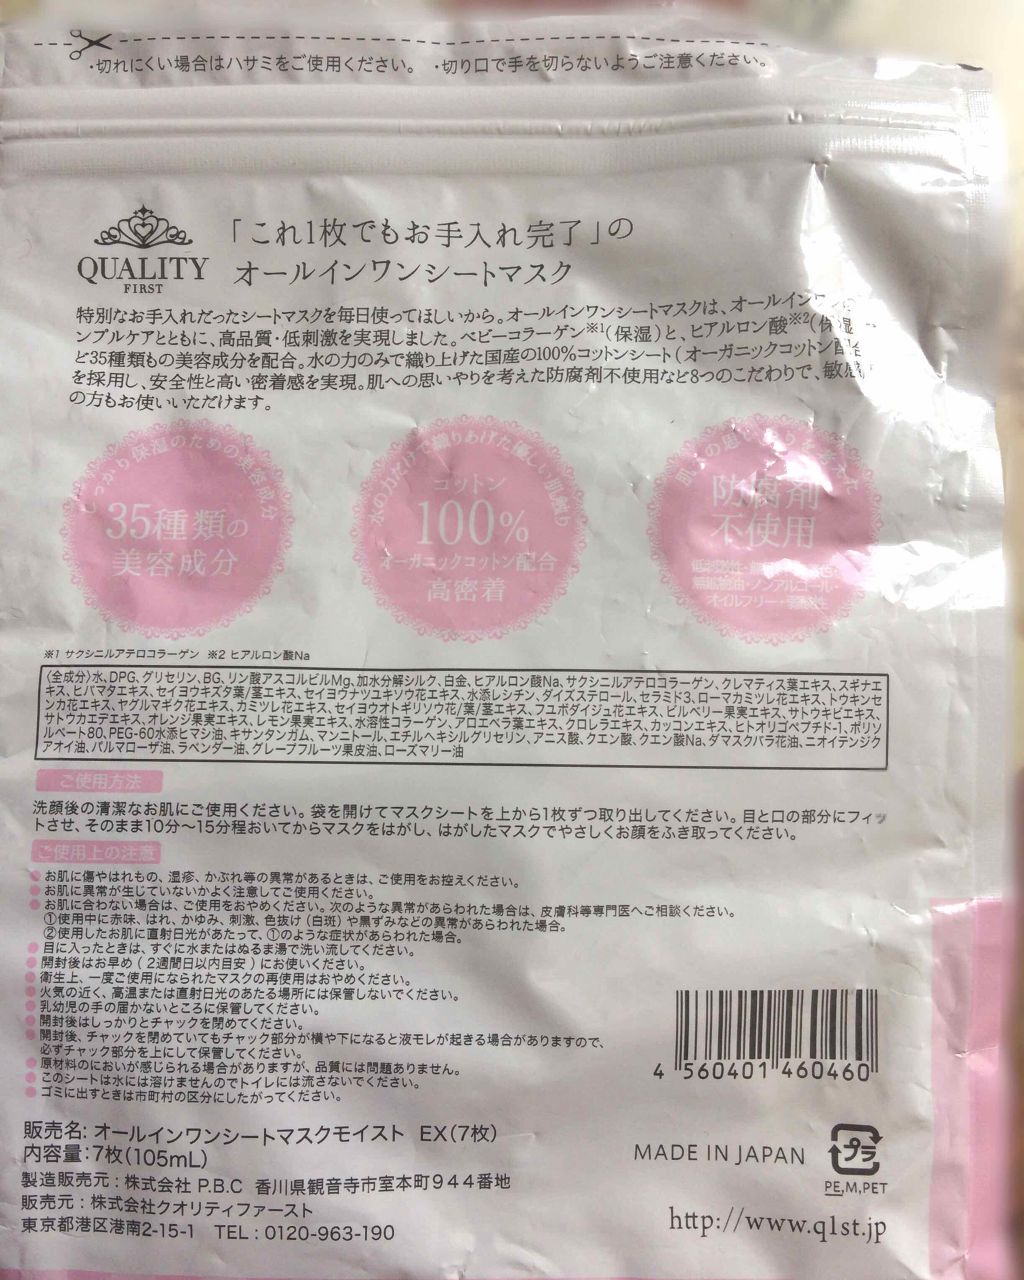 ・切れにくい場合はハサミをご使用ください。 ・切り口で手を切らないようご注意ください。
QUALITY
FIRST
「これ1枚でもお手入れ完了」の
オールインワンシートマスク
特別なお手入れだったシートマスクを毎日使ってほしいから。オールインワンシートマスクは、オールインワン
ンプルケアとともに、高品質・低刺激を実現しました。ベビーコラーゲン※1(保湿)と、ヒアルロン酸※2(保湿
ど35種類もの美容成分を配合。水の力のみで織り上げた国産の100%コットンシート(オーガニックコットン配合
を採用し、安全性と高い密着感を実現。肌への思いやりを考えた防腐剤不使用など8つのこだわりで、敏感
の方もお使いいただけます。
しっかり保湿のための美容成分
35種類の
美容成分
水の力だけで織りあげた優しい肌触り
コットン
100%
オーガニックコットン配合
高密着
防腐剤
不使用
ノンアルコール・
オイルフリー・弱酸性
※1 サクシニルアテロコラーゲン ※2 ヒアルロン酸Na
〈全成分〉水、DPG、グリセリン、BG、リン酸アスコルビルMg、加水分解シルク、白金、ヒアルロン酸Na、サクシニルアテロコラーゲン、クレマティス葉エキス、スギナエ
キス、ヒバマタエキス、セイヨウキズタ葉/茎エキス、セイヨウナツユキソウ花エキス、水添レシチン、ダイズステロール、セラミド3、ローマカミツレ花エキス、トウキンセ
ンカ花エキス、ヤグルマギク花エキス、カミツレ花エキス、セイヨウオトギリソウ花/葉/茎エキス、フユボダイジュ花エキス、ビルベリー果実エキス、サトウキビエキス、
サトウカエデエキス、オレンジ果実エキス、レモン果実エキス、水溶性コラーゲン、アロエベラ葉エキス、クロレラエキス、カッコンエキス、ヒトオリゴペプチド-1、ポリソ
ルベート80、PEG-60水添ヒマシ油、キサンタンガム、マンニトール、エチルヘキシルグリセリン、アニス酸、クエン酸、クエン酸Na、ダマスクバラ花油、ニオイテンジク
アオイ油、パルマローザ油、ラベンダー油、グレープフルーツ果皮油、ローズマリー油
ご使用方法
洗顔後の清潔なお肌にご使用ください。袋を開けてマスクシートを上から1枚ずつ取り出してください。目と口の部分にフィッ
トさせ、そのまま10分〜15分程おいてからマスクをはがし、はがしたマスクでやさしくお顔をふき取ってください。
ご使用上の注意
● お肌に傷やはれもの、湿疹、かぶれ等の異常があるときは、ご使用をお控えください。
● お肌に異常が生じていないかよく注意してご使用ください。
● お肌に合わない場合は、ご使用をおやめください。次のような異常があらわれた場合は、皮膚科等専門医へご相談ください。
①使用中に赤味、はれ、かゆみ、刺激、色抜け(白斑)や黒ずみなどの異常があらわれた場合。
②使用したお肌に直射日光があたって、①のような症状があらわれた場合。
● 目に入ったときは、すぐに水またはぬるま湯で洗い流してください。
● 開封後はお早め(2週間日以内目安)にお使いください。
● 衛生上、一度ご使用になられたマスクの再使用はおやめください。
● 火気の近く、高温または直射日光のあたる場所には保管しないでください。
● 乳幼児の手の届かないところに保管してください。
● 開封後はしっかりとチャックを閉めてください。
● 開封後、チャックを閉めていてもチャック部分が横や下になると液モレが起きる場合がありますので、
必ずチャック部分を上にして保管してください。
● 原材料のにおいが感じられる場合がありますが、品質には問題ありません。
● このシートは水には溶けませんのでトイレには流さないでください。
● ゴミに出すときは市町村の区分にしたがってください。
4 560401 460460
販売名: オールインワンシートマスクモイスト EX(7枚)
内容量:7枚(105mL)
製造販売元 : 株式会社 P.B.C 香川県観音寺市室本町944番地
販売元 : 株式会社クオリティファースト
東京都港区港南2-15-1 TEL : 0120-963-190
MADE IN JAPAN
プラ
PE,M,PET
http://www.q1st.jp